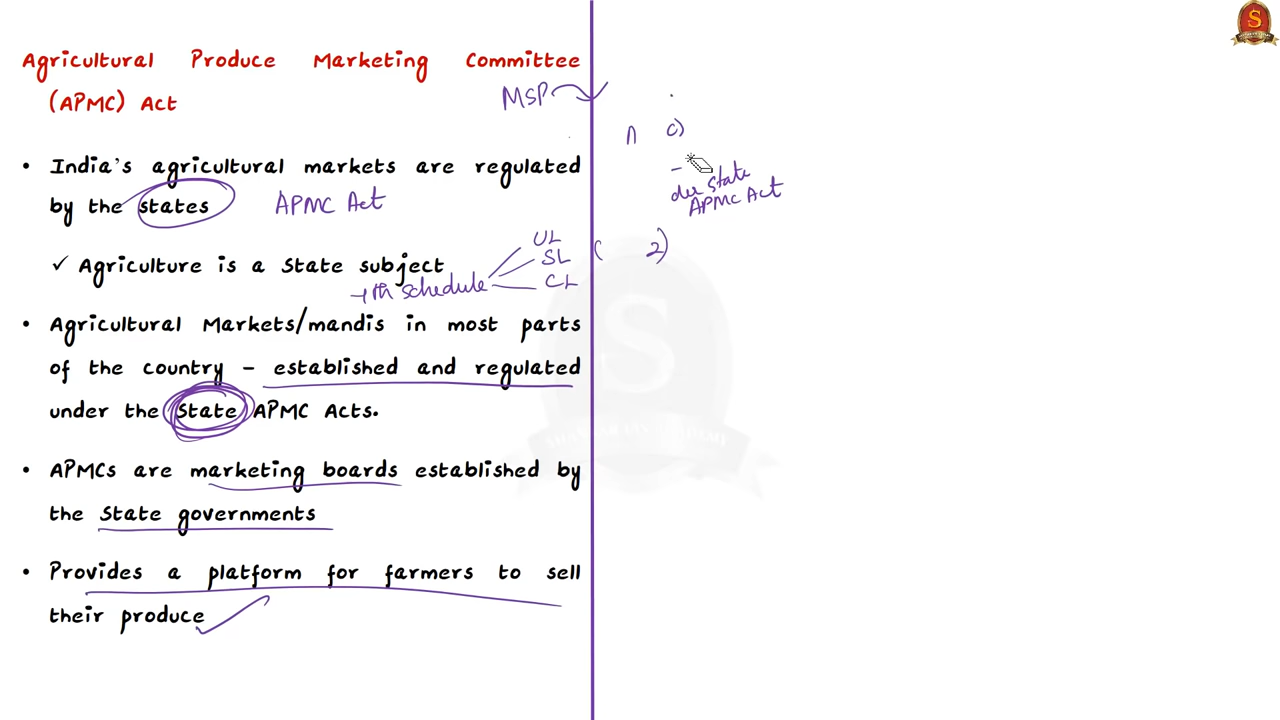 Agricultural Produce Marketing Committee
(APMC) Act
MSP
• India's agricultural markets are regulated
by the states
APMC Act
✓ Agriculture is a State subject
th schedule
UL
SL
CL
2)
• Agricultural Markets/mandis in most parts
of the country – established and regulated
under the State APMC Acts.
• APMCs are marketing boards established by
the State governments
• Provides a platform for farmers to sell
their produce
c)
State
APMC Act
S